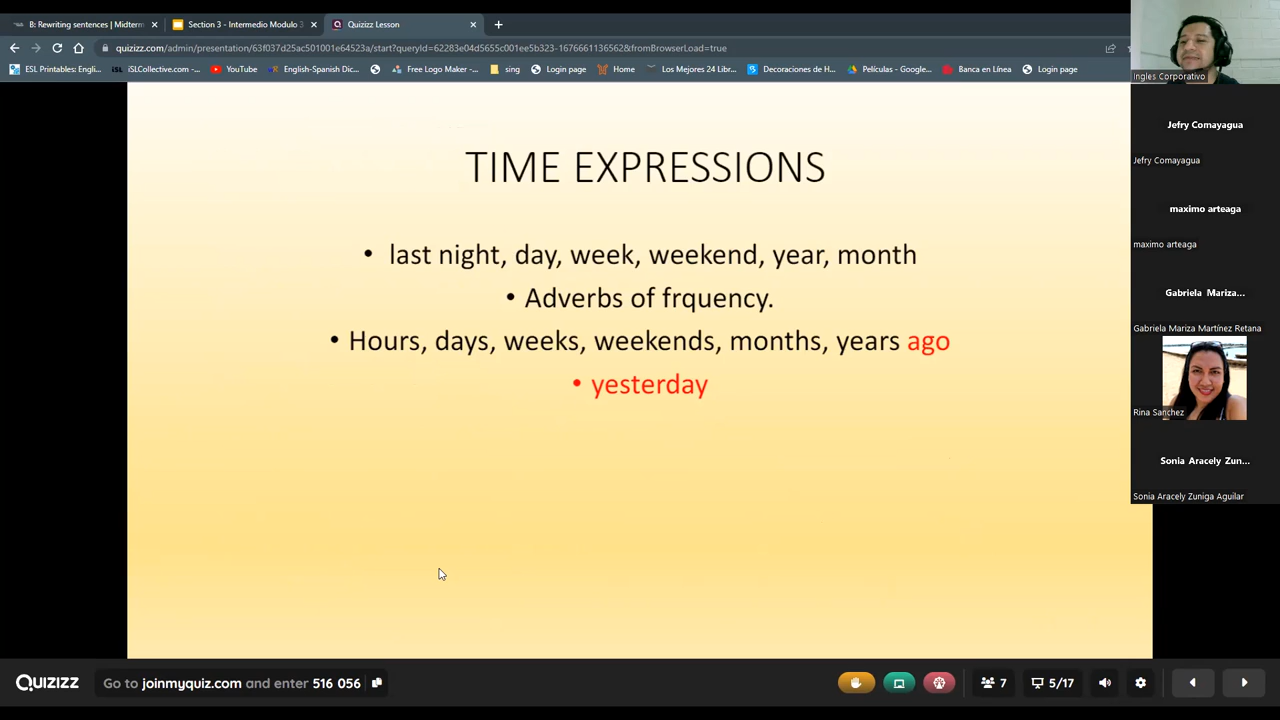 B: Rewriting sentences | Midterm
Section 3 - Intermedio Modulo 3
Quizizz Lesson
quizizz.com/admin/presentation/63f037d25ac501001e64523a/start?queryId=62283e04d5655c001ee5b323-1676661136562&fromBrowserLoad=true
ESL Printables: Engli...
iSL iSLCollective.com -...
YouTube
English-Spanish Dic...
Free Logo Maker -...
sing
Login page
Home
Los Mejores 24 Libr...
Decoraciones de H...
Películas - Google...
Banca en Línea
Login page
TIME EXPRESSIONS
• last night, day, week, weekend, year, month
• Adverbs of frquency.
• Hours, days, weeks, weekends, months, years ago
• yesterday
Ingles Corporativo
Jefry Comayagua
Jefry Comayagua
maximo arteaga
maximo arteaga
Gabriela Mariza...
Gabriela Mariza Martínez Retana
Rina Sanchez
Sonia Aracely Zun...
Sonia Aracely Zuniga Aguilar
QUIZIZZ
Go to joinmyquiz.com and enter 516 056
7
5/17